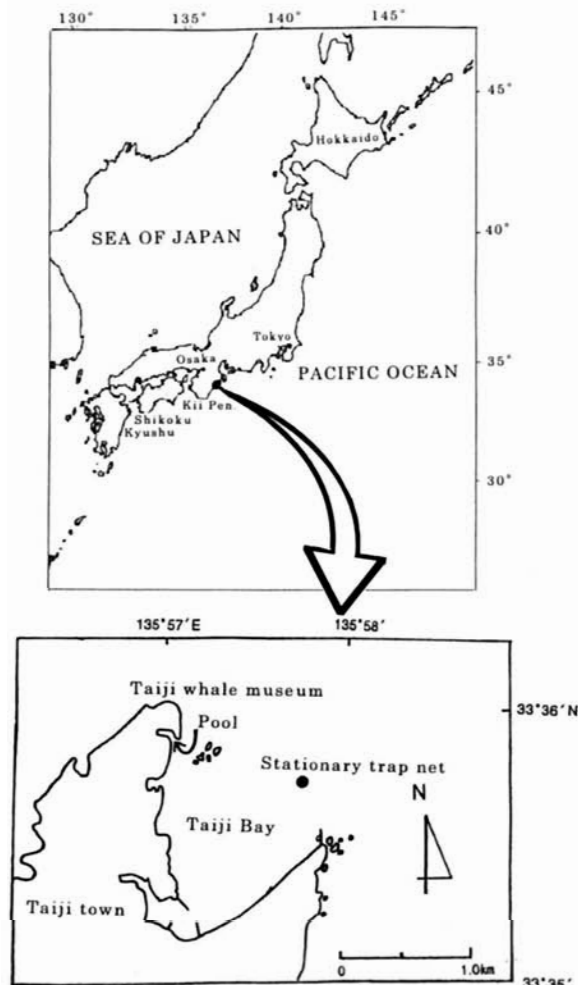 130° 135° 140° 145°
45°
Hokkaido
40°
SEA OF JAPAN
Tokyo
Osaka
35°
PACIFIC OCEAN
Kii Pen.
Shikoku
Kyushu
30°
135°57′E 135°58′
Taiji whale museum
33°36′N
Pool
Stationary trap net
N
Taiji Bay
Taiji town
0 1.0km
33°35′